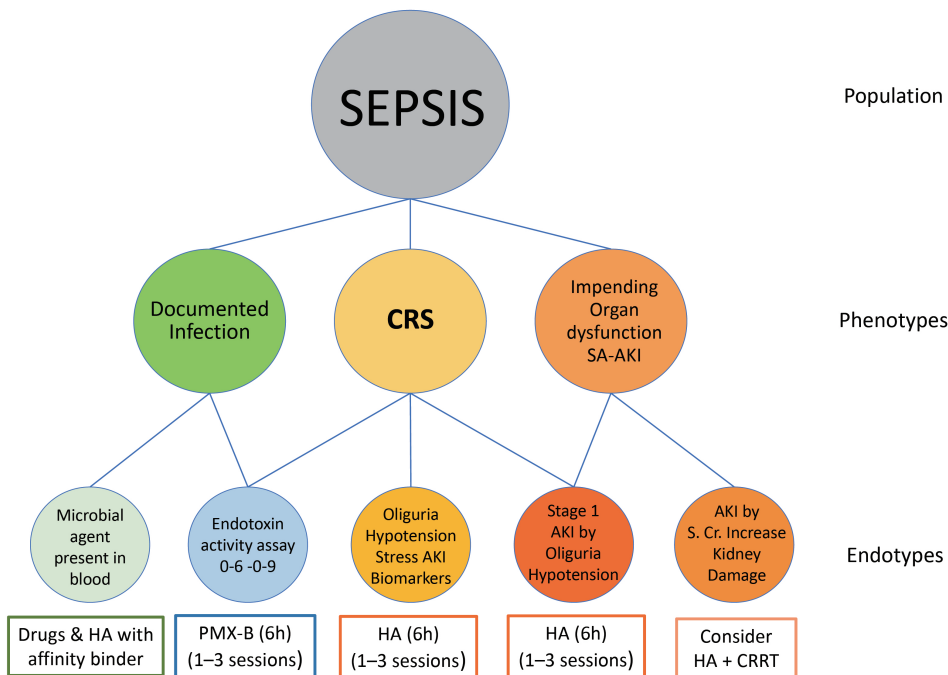 SEPSIS
Population
Documented
Infection
CRS
Impending
Organ
dysfunction
SA-AKI
Phenotypes
Microbial
agent
present in
blood
Endotoxin
activity assay
0-6 -0-9
Oliguria
Hypotension
Stress AKI
Biomarkers
Stage 1
AKI by
Oliguria
Hypotension
AKI by
S. Cr. Increase
Kidney
Damage
Endotypes
Drugs & HA with
affinity binder
PMX-B (6h)
(1–3 sessions)
HA (6h)
(1–3 sessions)
HA (6h)
(1–3 sessions)
Consider
HA + CRRT